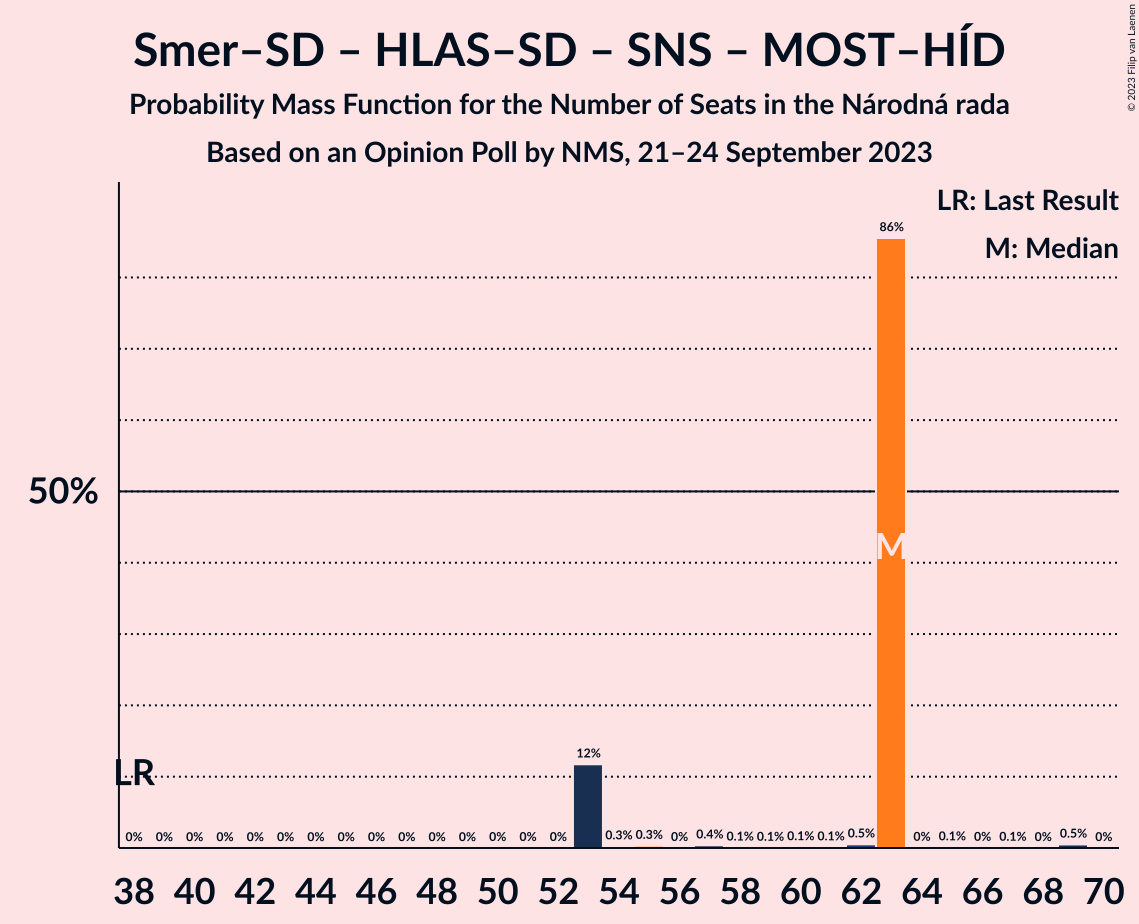 Smer–SD – HLAS–SD – SNS – MOST–HÍD
Probability Mass Function for the Number of Seats in the Národná rada
Based on an Opinion Poll by NMS, 21–24 September 2023
© 2023 Filip van Laenen
LR: Last Result
M: Median
86%
50%
M
12%
LR
0% 0% 0% 0% 0% 0% 0% 0% 0% 0% 0% 0% 0% 0% 0% 0.3% 0.3% 0% 0.4% 0.1% 0.1% 0.1% 0.1% 0.5% 0% 0.1% 0% 0.1% 0% 0.5% 0%
38 40 42 44 46 48 50 52 54 56 58 60 62 64 66 68 70